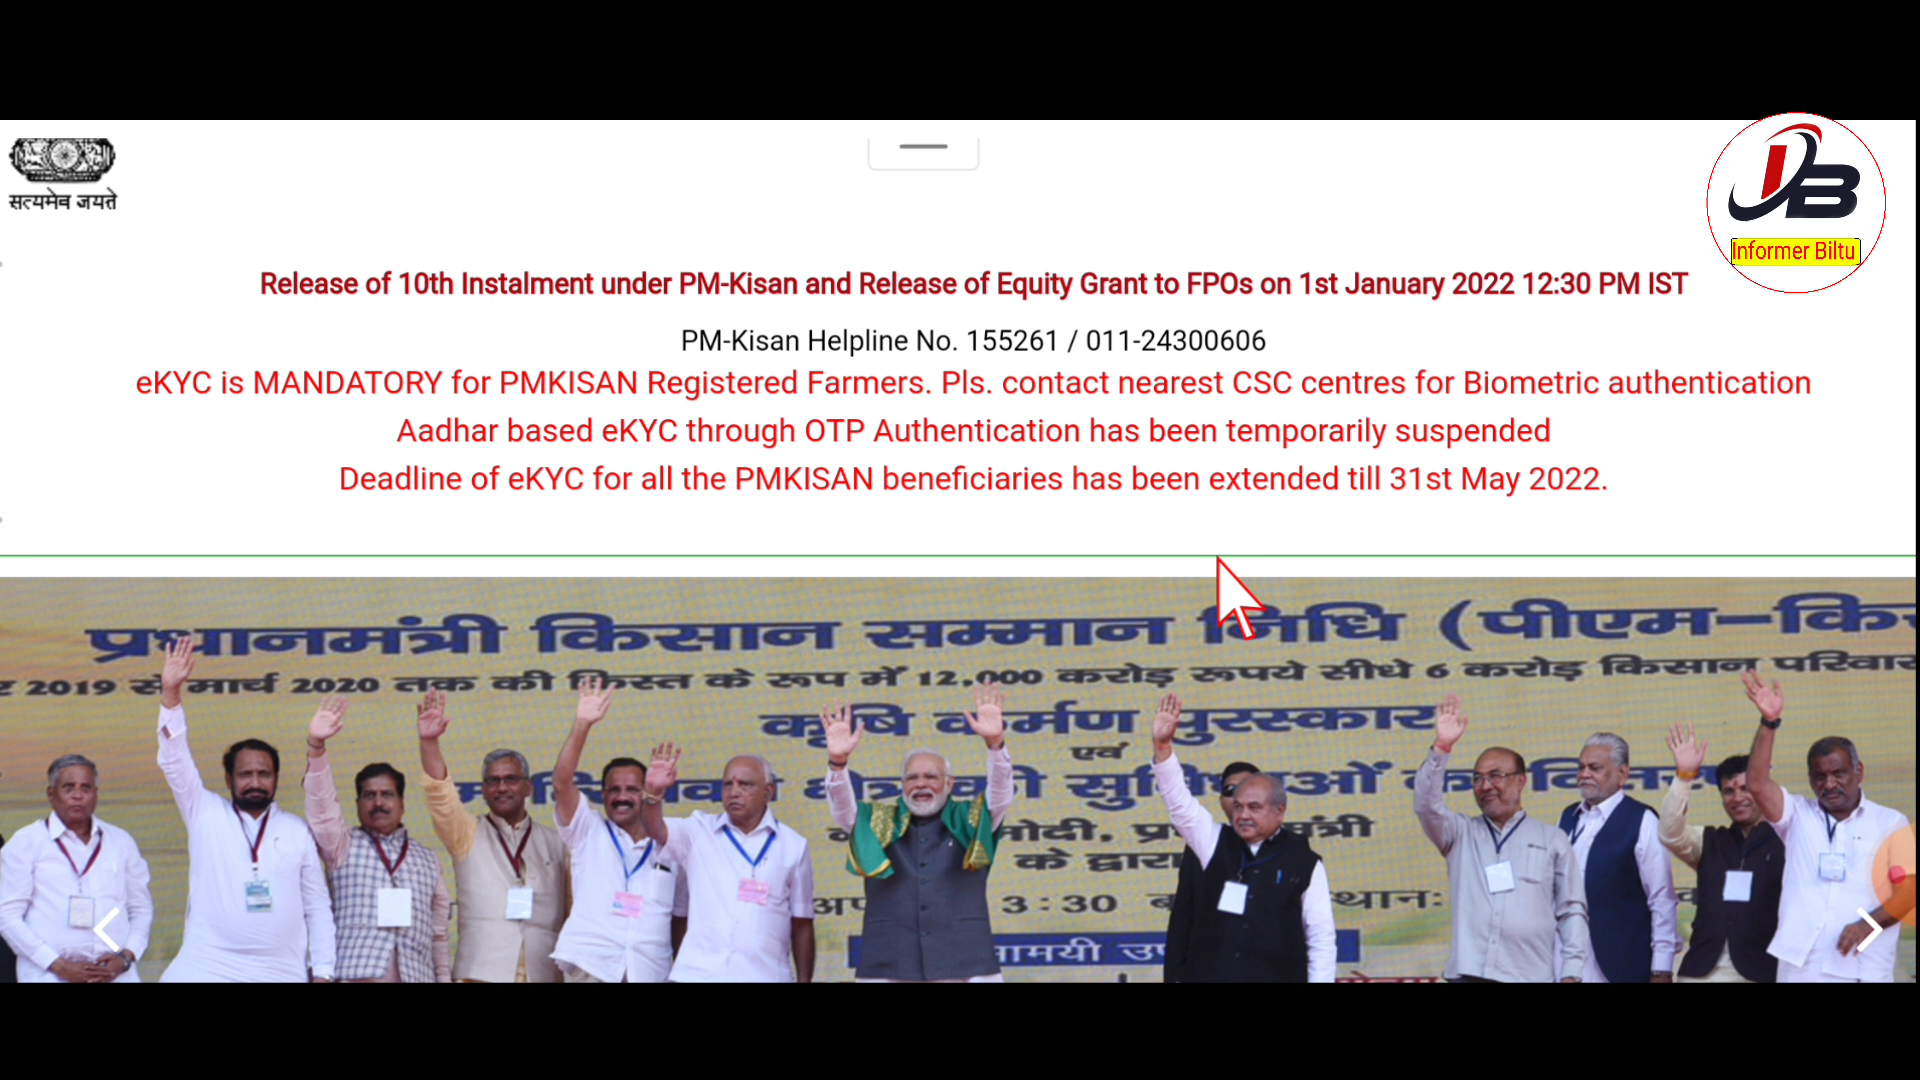 सत्यमेव जयते
Informer Biltu
Release of 10th Instalment under PM-Kisan and Release of Equity Grant to FPOs on 1st January 2022 12:30 PM IST
PM-Kisan Helpline No. 155261 / 011-24300606
eKYC is MANDATORY for PMKISAN Registered Farmers. Pls. contact nearest CSC centres for Biometric authentication
Aadhar based eKYC through OTP Authentication has been temporarily suspended
Deadline of eKYC for all the PMKISAN beneficiaries has been extended till 31st May 2022.
प्रधानमंत्री किसान सम्मान निधि (पीएम-कि
2019 से मार्च 2020 तक की किस्त के रूप में 12,000 करोड़ रूपये सीधे 6 करोड़ किसान परिवार
कृषि कर्मण पुरस्कार
एवं
की सुविधाओं का वितर
मोदी, मंत्री
के द्वारा
3:30 स्थान: